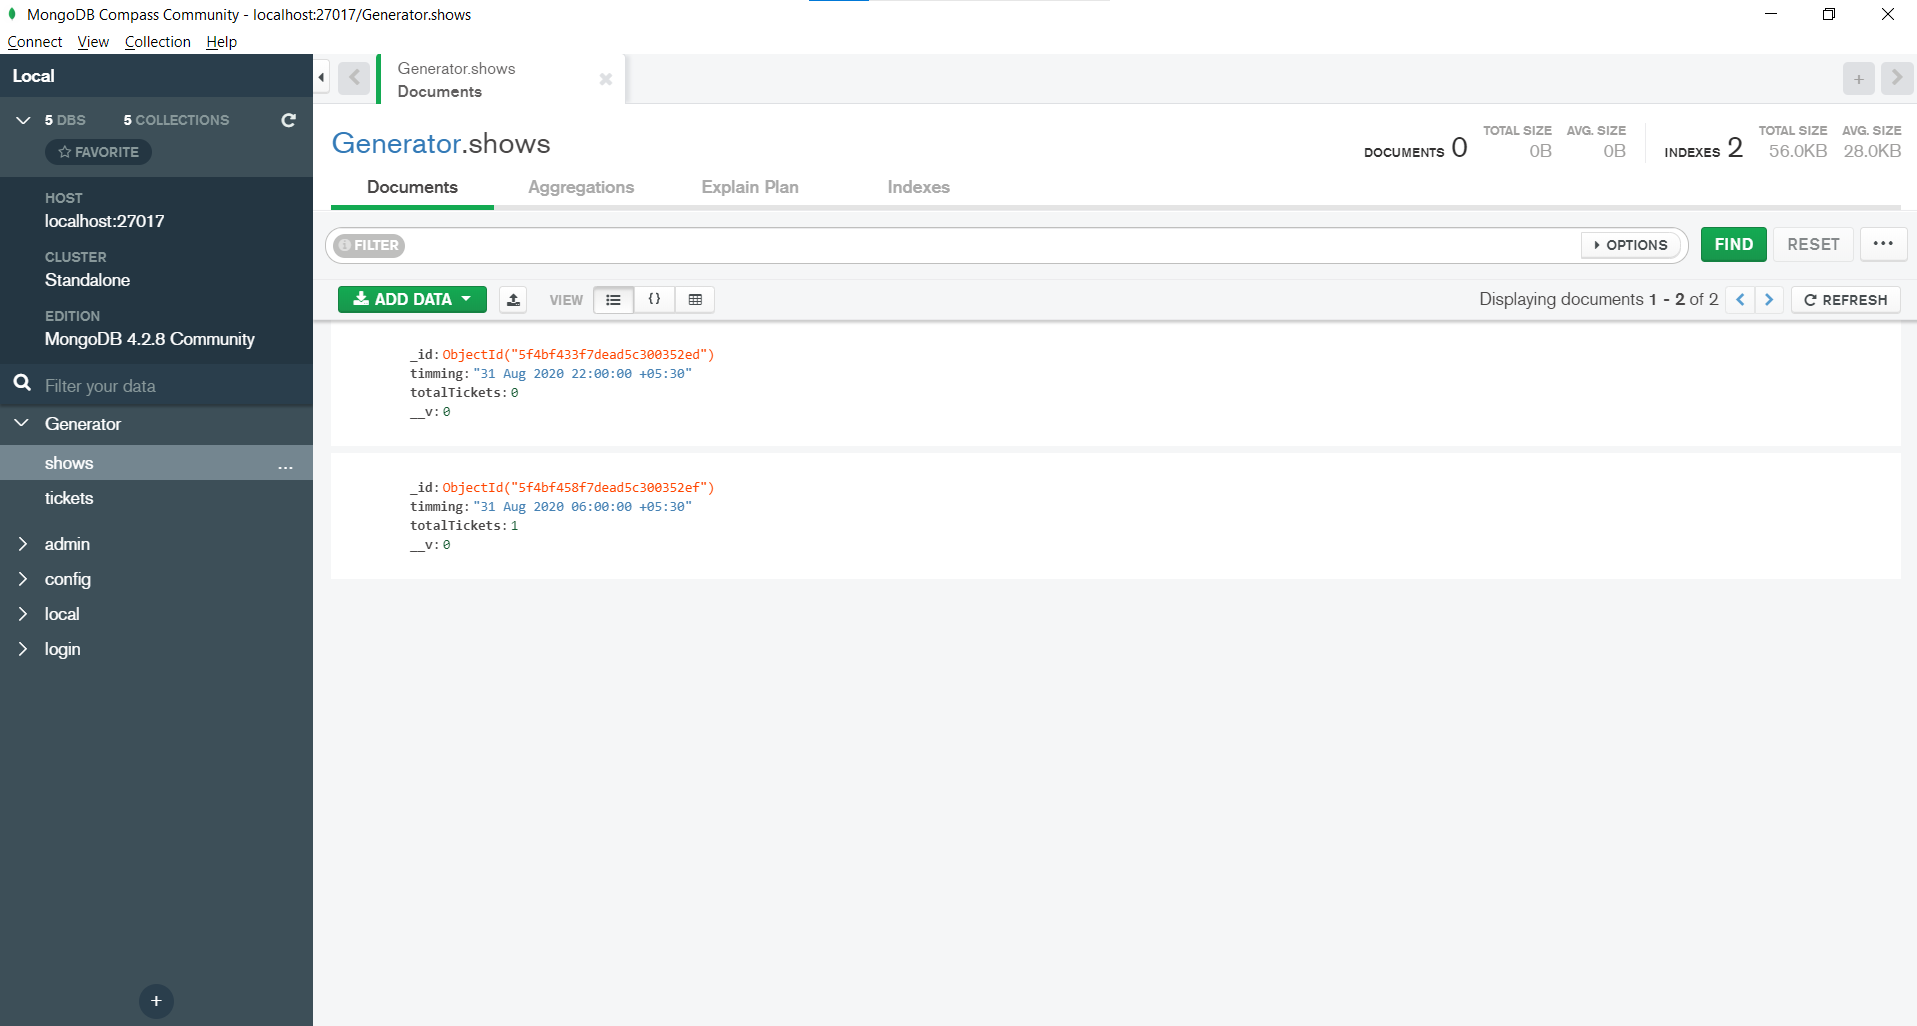 MongoDB Compass Community - localhost:27017/Generator.shows
Connect View Collection Help
Local
5 DBS 5 COLLECTIONS
FAVORITE
HOST
localhost:27017
CLUSTER
Standalone
EDITION
MongoDB 4.2.8 Community
Filter your data
Generator
shows ...
tickets
admin
config
local
login
+
Generator.shows
Documents
+
Generator.shows
DOCUMENTS 0
TOTAL SIZE AVG. SIZE
0B 0B
INDEXES 2
TOTAL SIZE AVG. SIZE
56.0KB 28.0KB
Documents Aggregations Explain Plan Indexes
FILTER OPTIONS FIND RESET ...
ADD DATA VIEW {} Displaying documents 1 - 2 of 2 REFRESH
_id: ObjectId("5f4bf433f7dead5c300352ed")
timming: "31 Aug 2020 22:00:00 +05:30"
totalTickets: 0
__v: 0
_id: ObjectId("5f4bf458f7dead5c300352ef")
timming: "31 Aug 2020 06:00:00 +05:30"
totalTickets: 1
__v: 0